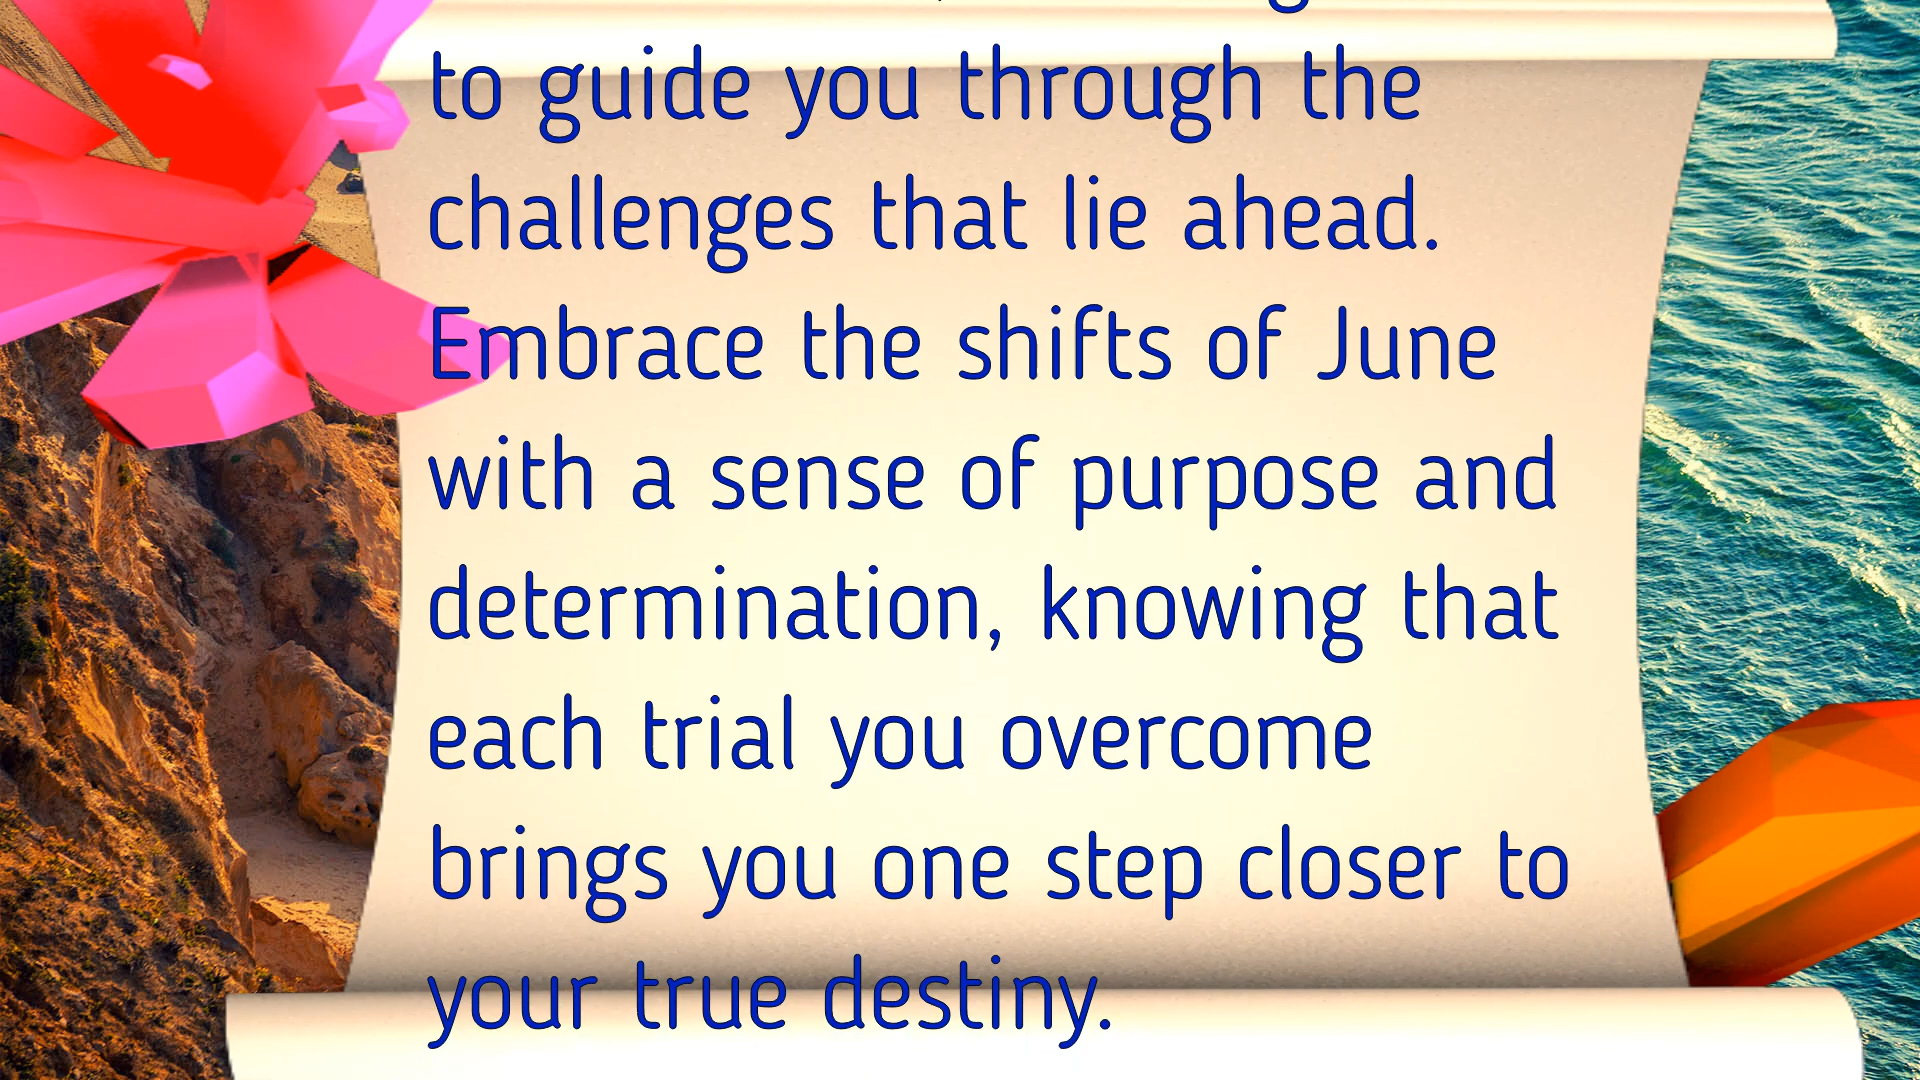 to guide you through the
challenges that lie ahead.
Embrace the shifts of June
with a sense of purpose and
determination, knowing that
each trial you overcome
brings you one step closer to
your true destiny.